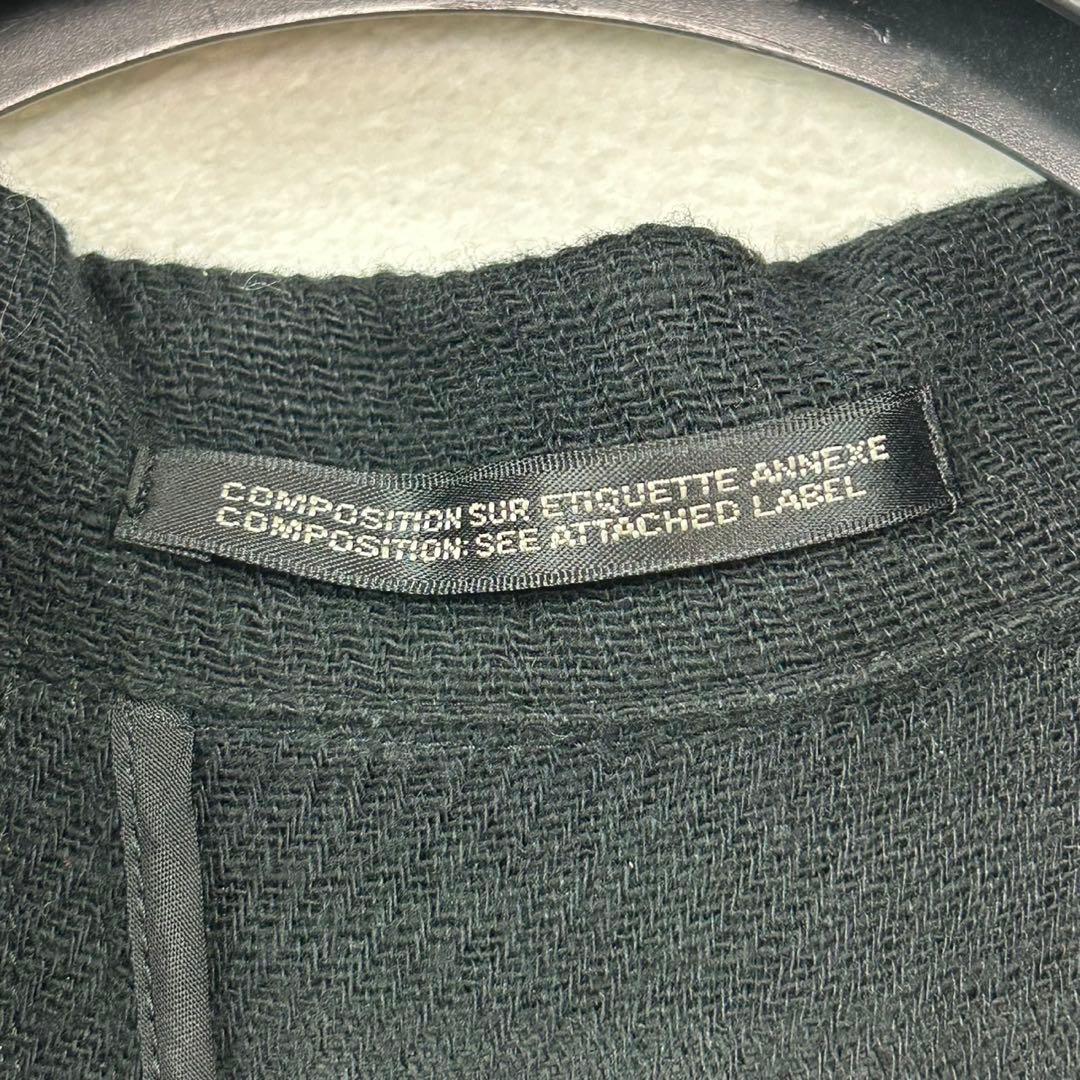 COMPOSITION SUR ETIQUETTE ANNEXE
COMPOSITION: SEE ATTACHED LABEL